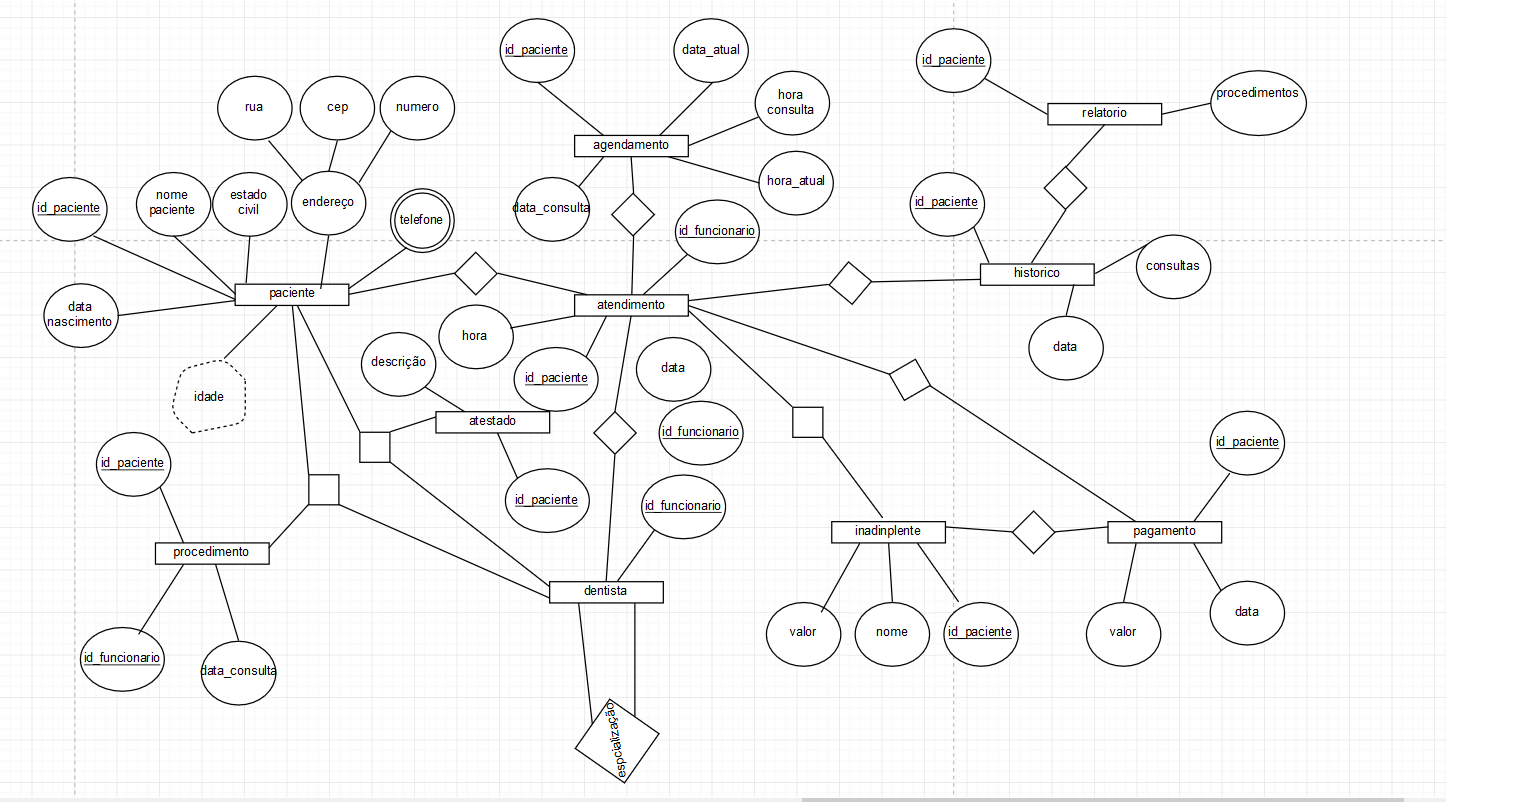 id_paciente
data_atual
id_paciente
procedimentos
hora
consulta
rua
cep
numero
relatorio
agendamento
hora_atual
id_paciente
nome
paciente
estado
civil
endereço
telefone
data_consulta
id_paciente
id_funcionario
paciente
atendimento
historico
consultas
data
nascimento
hora
data
descrição
id_paciente
data
idade
atestado
id_funcionario
id_paciente
id_paciente
id_paciente
id_funcionario
procedimento
inadinplente
pagamento
dentista
valor
nome
id_paciente
valor
data
id_funcionario
data_consulta
espcialização